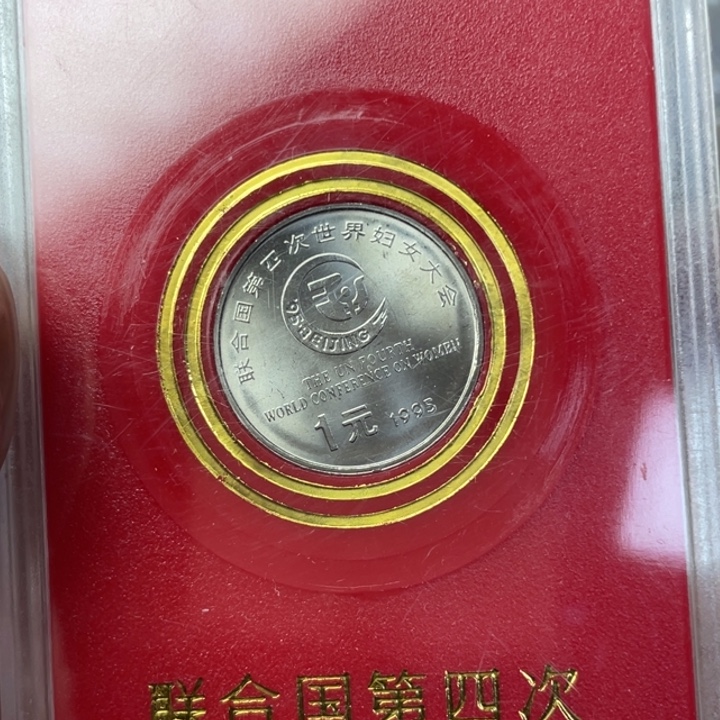 联合国第四次世界妇女大会
95·BEIJING
THE UN FOURTH
WORLD CONFERENCE ON WOMEN
1元 1995
联合国第四次